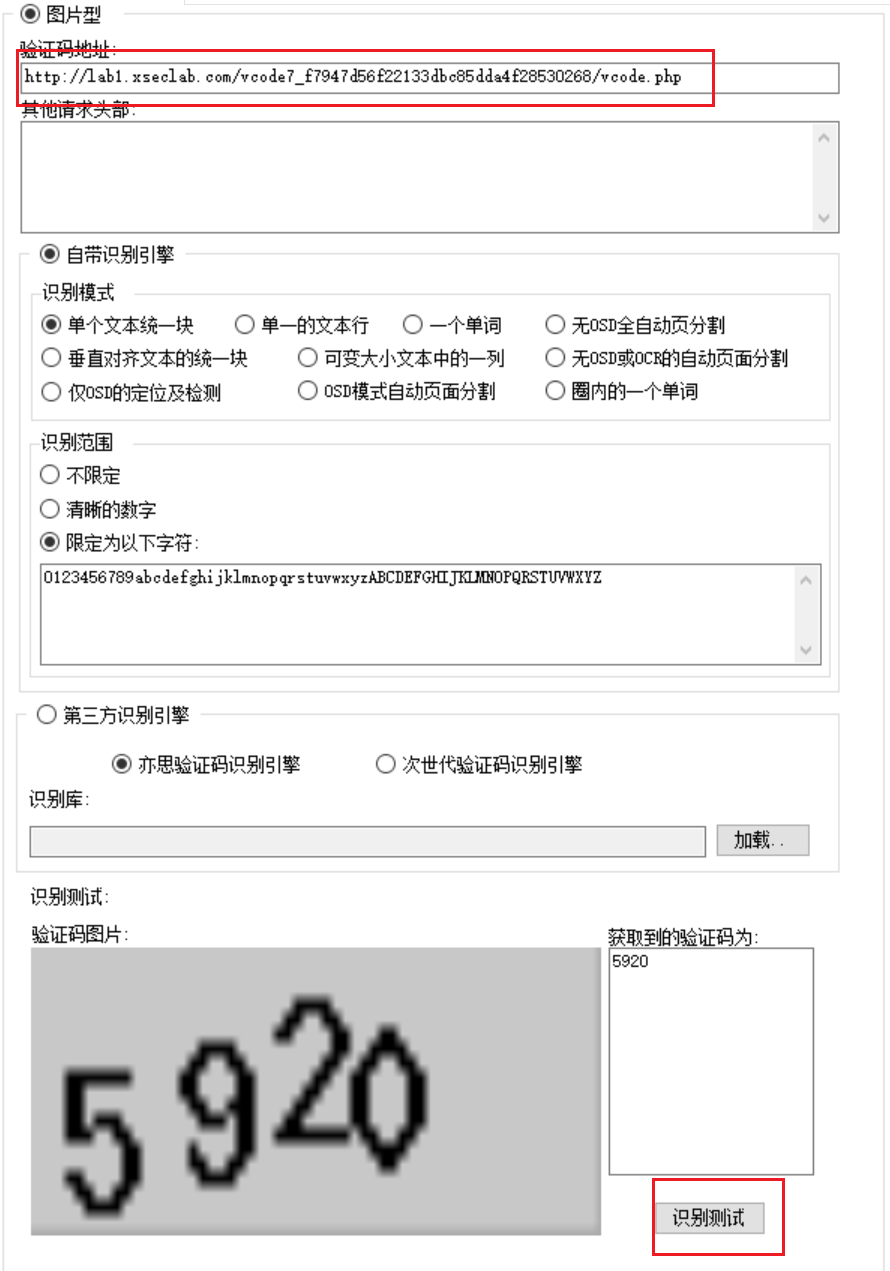 图片型
验证码地址:
http://lab1.xseclab.com/vcode7_f7947d56f22133dbc85dda4f28530268/vcode.php
其他请求头部:
自带识别引擎
识别模式
单个文本统一块 单一的文本行 一个单词 无OSD全自动页分割
垂直对齐文本的统一块 可变大小文本中的一列 无OSD或OCR的自动页面分割
仅OSD的定位及检测 OSD模式自动页面分割 圈内的一个单词
识别范围
不限定
清晰的数字
限定为以下字符:
0123456789abcdefghijklmnopqrstuvwxyzABCDEFGHIJKLMNOPQRSTUVWXYZ
第三方识别引擎
亦思验证码识别引擎 次世代验证码识别引擎
识别库:
加载..
识别测试:
验证码图片: 获取到的验证码为:
5920
5920
识别测试